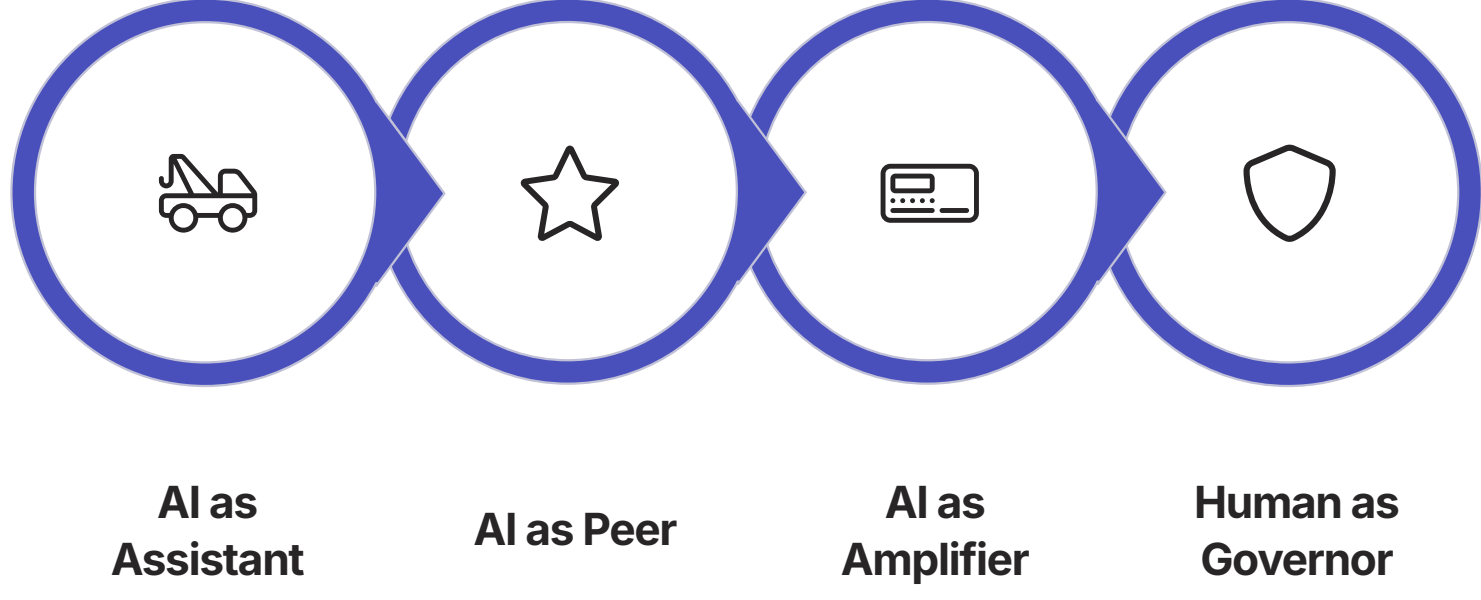 AI as
Assistant
AI as Peer
AI as
Amplifier
Human as
Governor